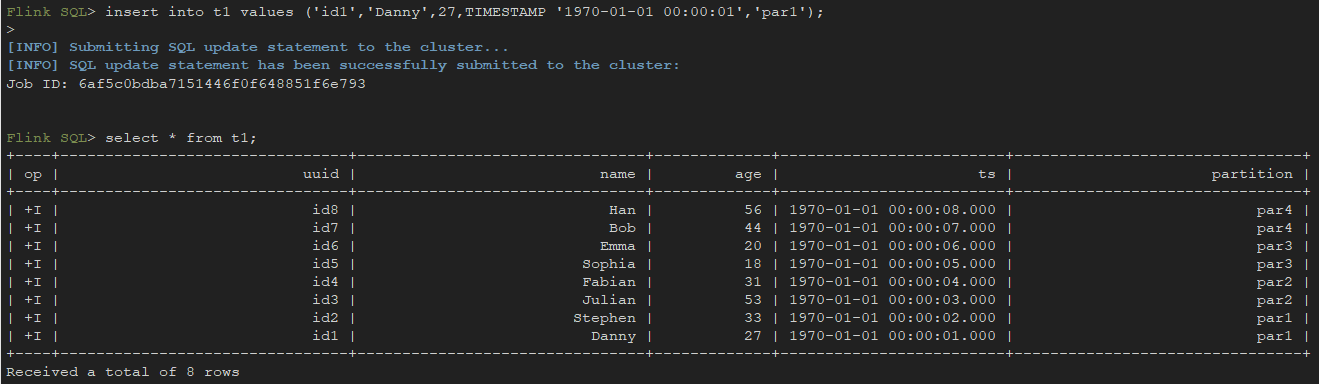 Flink SQL> insert into t1 values ('id1','Danny',27,TIMESTAMP '1970-01-01 00:00:01','par1');
>
[INFO] Submitting SQL update statement to the cluster...
[INFO] SQL update statement has been successfully submitted to the cluster:
Job ID: 6af5c0bdba7151446f0f648851f6e793
Flink SQL> select * from t1;
+----+--------------------------------+--------------------------------+-------------+-------------------------+--------------------------------+
| op | uuid | name | age | ts | partition |
+----+--------------------------------+--------------------------------+-------------+-------------------------+--------------------------------+
| +I | id8 | Han | 56 | 1970-01-01 00:00:08.000 | par4 |
| +I | id7 | Bob | 44 | 1970-01-01 00:00:07.000 | par4 |
| +I | id6 | Emma | 20 | 1970-01-01 00:00:06.000 | par3 |
| +I | id5 | Sophia | 18 | 1970-01-01 00:00:05.000 | par3 |
| +I | id4 | Fabian | 31 | 1970-01-01 00:00:04.000 | par2 |
| +I | id3 | Julian | 53 | 1970-01-01 00:00:03.000 | par2 |
| +I | id2 | Stephen | 33 | 1970-01-01 00:00:02.000 | par1 |
| +I | id1 | Danny | 27 | 1970-01-01 00:00:01.000 | par1 |
+----+--------------------------------+--------------------------------+-------------+-------------------------+--------------------------------+
Received a total of 8 rows